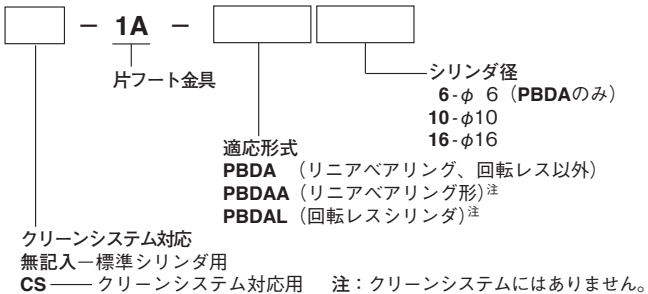 − 1A −
片フート金具
シリンダ径
6-φ 6（PBDAのみ）
10-φ10
16-φ16
適応形式
PBDA （リニアベアリング、回転レス以外）
PBDAA（リニアベアリング形）注
PBDAL（回転レスシリンダ）注
クリーンシステム対応
無記入―標準シリンダ用
CS――クリーンシステム対応用 注：クリーンシステムにはありません。